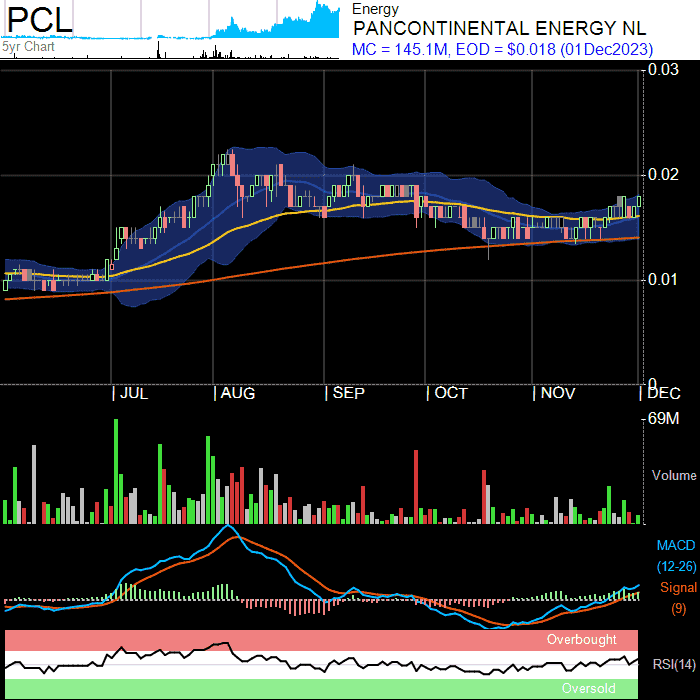 PCL
5yr Chart
Energy
PANCONTINENTAL ENERGY NL
MC = 145.1M, EOD = $0.018 (01Dec2023)
0.03
0.02
0.01
0
JUL
AUG
SEP
OCT
NOV
DEC
69M
Volume
MACD
(12-26)
Signal
(9)
Overbought
RSI(14)
Oversold